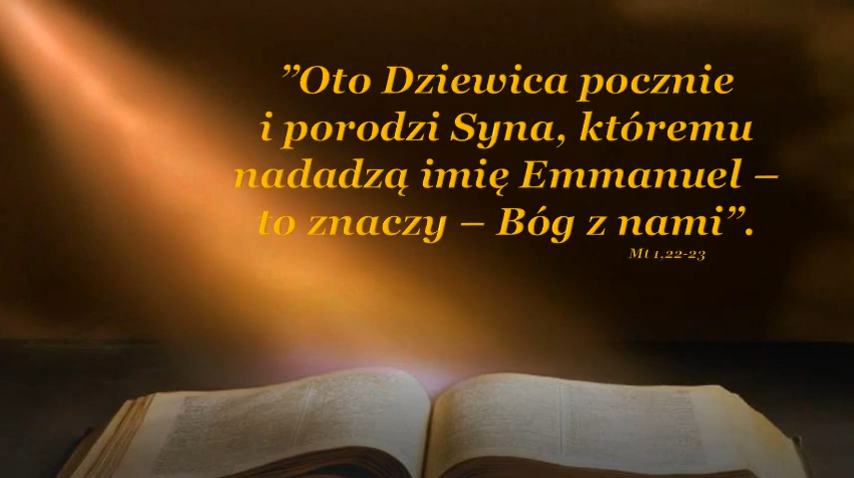 ”Oto Dziewica pocznie
i porodzi Syna, któremu
nadadzą imię Emmanuel –
to znaczy – Bóg z nami”.
Mt 1,22-23